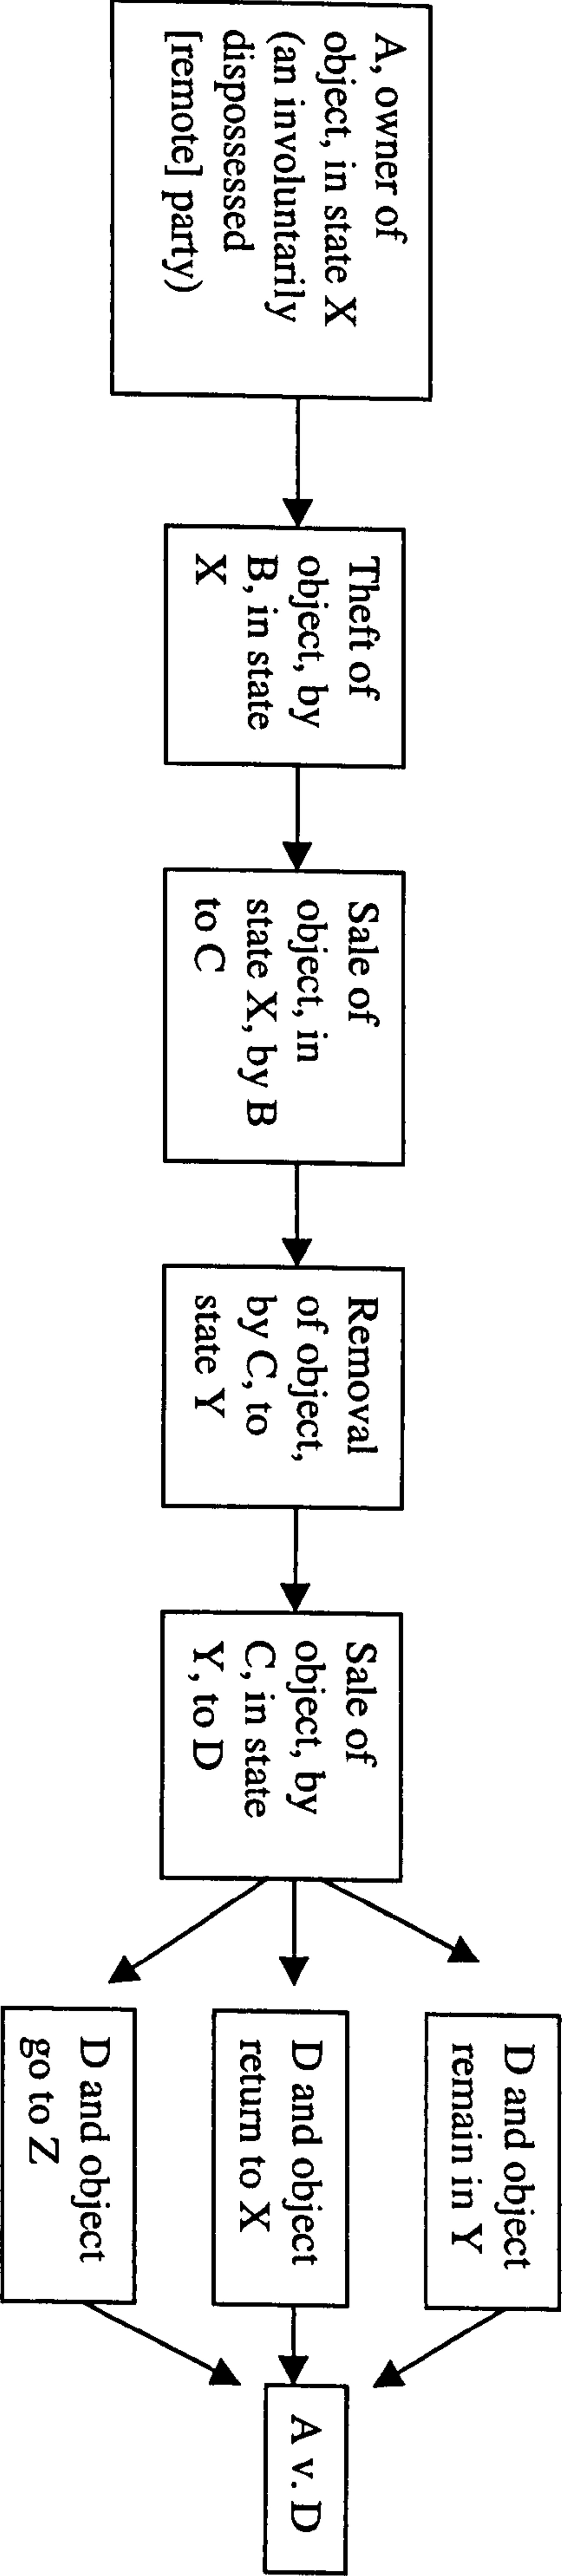 A, owner of
object, in state X
(an involuntarily
dispossessed
[remote] party)
Theft of
object, by
B, in state
X
Sale of
object, in
state X, by B
to C
Removal
of object,
by C, to
state Y
Sale of
object, by
C, in state
Y, to D
D and object
remain in Y
D and object
return to X
D and object
go to Z
A v. D